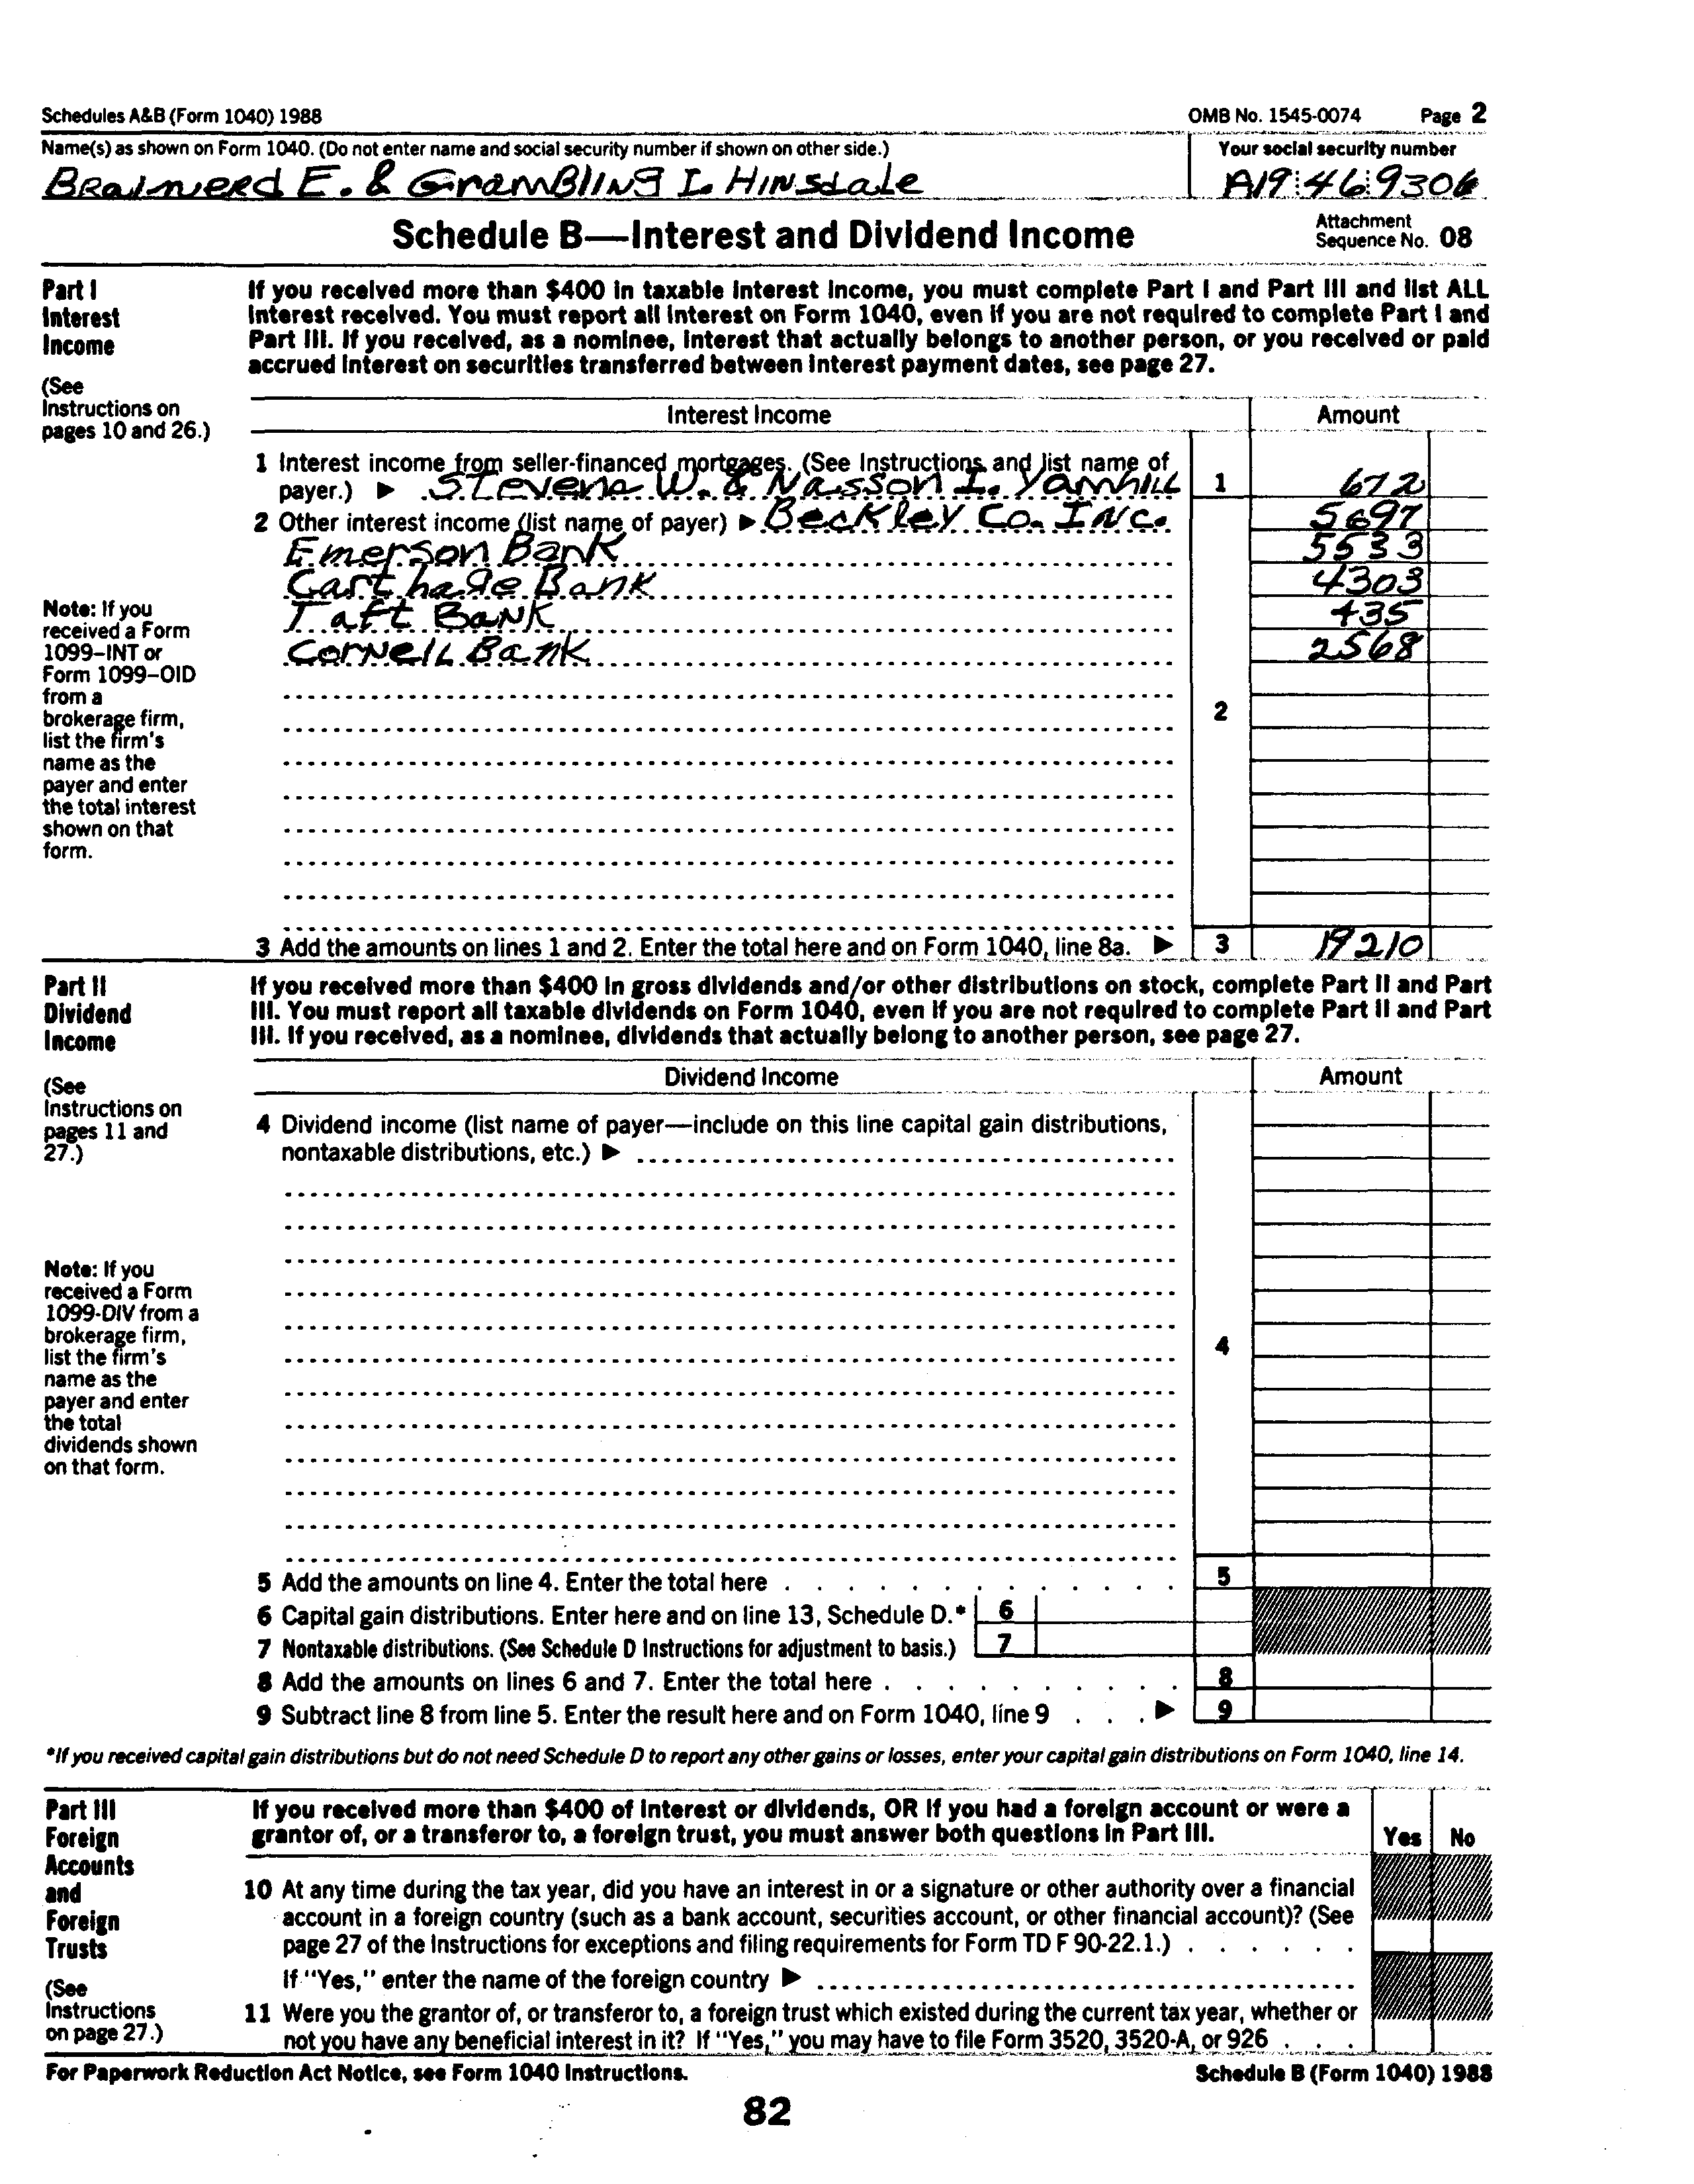 Schedules A&B (Form 1040) 1988 OMB No. 1545-0074 Page 2
Name(s) as shown on Form 1040. (Do not enter name and social security number if shown on other side.) Your social security number
Brainerd E. & Grambling I. Hinsdale A19 46 9306
Schedule B—Interest and Dividend Income Attachment Sequence No. 08
Part I
Interest
Income
(See
Instructions on
pages 10 and 26.)
If you received more than $400 in taxable interest income, you must complete Part I and Part III and list ALL
interest received. You must report all interest on Form 1040, even if you are not required to complete Part I and
Part III. If you received, as a nominee, interest that actually belongs to another person, or you received or paid
accrued interest on securities transferred between interest payment dates, see page 27.
Interest Income Amount
1 Interest income from seller-financed mortgages. (See Instructions and list name of
payer.) ▶ Stevens W. & Nasson I. Yamhill 1 672
2 Other interest income (list name of payer) ▶ Beckley Co. Inc. 5697
Emerson Bank 5533
Carthage Bank 4303
Taft Bank 435
Cornell Bank 2568
2
Note: If you
received a Form
1099–INT or
Form 1099–OID
from a
brokerage firm,
list the firm's
name as the
payer and enter
the total interest
shown on that
form.
3 Add the amounts on lines 1 and 2. Enter the total here and on Form 1040, line 8a. ▶ 3 19210
Part II
Dividend
Income
(See
Instructions on
pages 11 and
27.)
If you received more than $400 in gross dividends and/or other distributions on stock, complete Part II and Part
III. You must report all taxable dividends on Form 1040, even if you are not required to complete Part II and Part
III. If you received, as a nominee, dividends that actually belong to another person, see page 27.
Dividend Income Amount
4 Dividend income (list name of payer—include on this line capital gain distributions,
nontaxable distributions, etc.) ▶
4
Note: If you
received a Form
1099-DIV from a
brokerage firm,
list the firm's
name as the
payer and enter
the total
dividends shown
on that form.
5 Add the amounts on line 4. Enter the total here 5
6 Capital gain distributions. Enter here and on line 13, Schedule D.* 6
7 Nontaxable distributions. (See Schedule D Instructions for adjustment to basis.) 7
8 Add the amounts on lines 6 and 7. Enter the total here 8
9 Subtract line 8 from line 5. Enter the result here and on Form 1040, line 9 ▶ 9
*If you received capital gain distributions but do not need Schedule D to report any other gains or losses, enter your capital gain distributions on Form 1040, line 14.
Part III
Foreign
Accounts
and
Foreign
Trusts
(See
Instructions
on page 27.)
If you received more than $400 of interest or dividends, OR if you had a foreign account or were a
grantor of, or a transferor to, a foreign trust, you must answer both questions in Part III. Yes No
10 At any time during the tax year, did you have an interest in or a signature or other authority over a financial
account in a foreign country (such as a bank account, securities account, or other financial account)? (See
page 27 of the Instructions for exceptions and filing requirements for Form TD F 90-22.1.)
If "Yes," enter the name of the foreign country ▶
11 Were you the grantor of, or transferor to, a foreign trust which existed during the current tax year, whether or
not you have any beneficial interest in it? If "Yes," you may have to file Form 3520, 3520-A, or 926
For Paperwork Reduction Act Notice, see Form 1040 Instructions. Schedule B (Form 1040) 1988
82